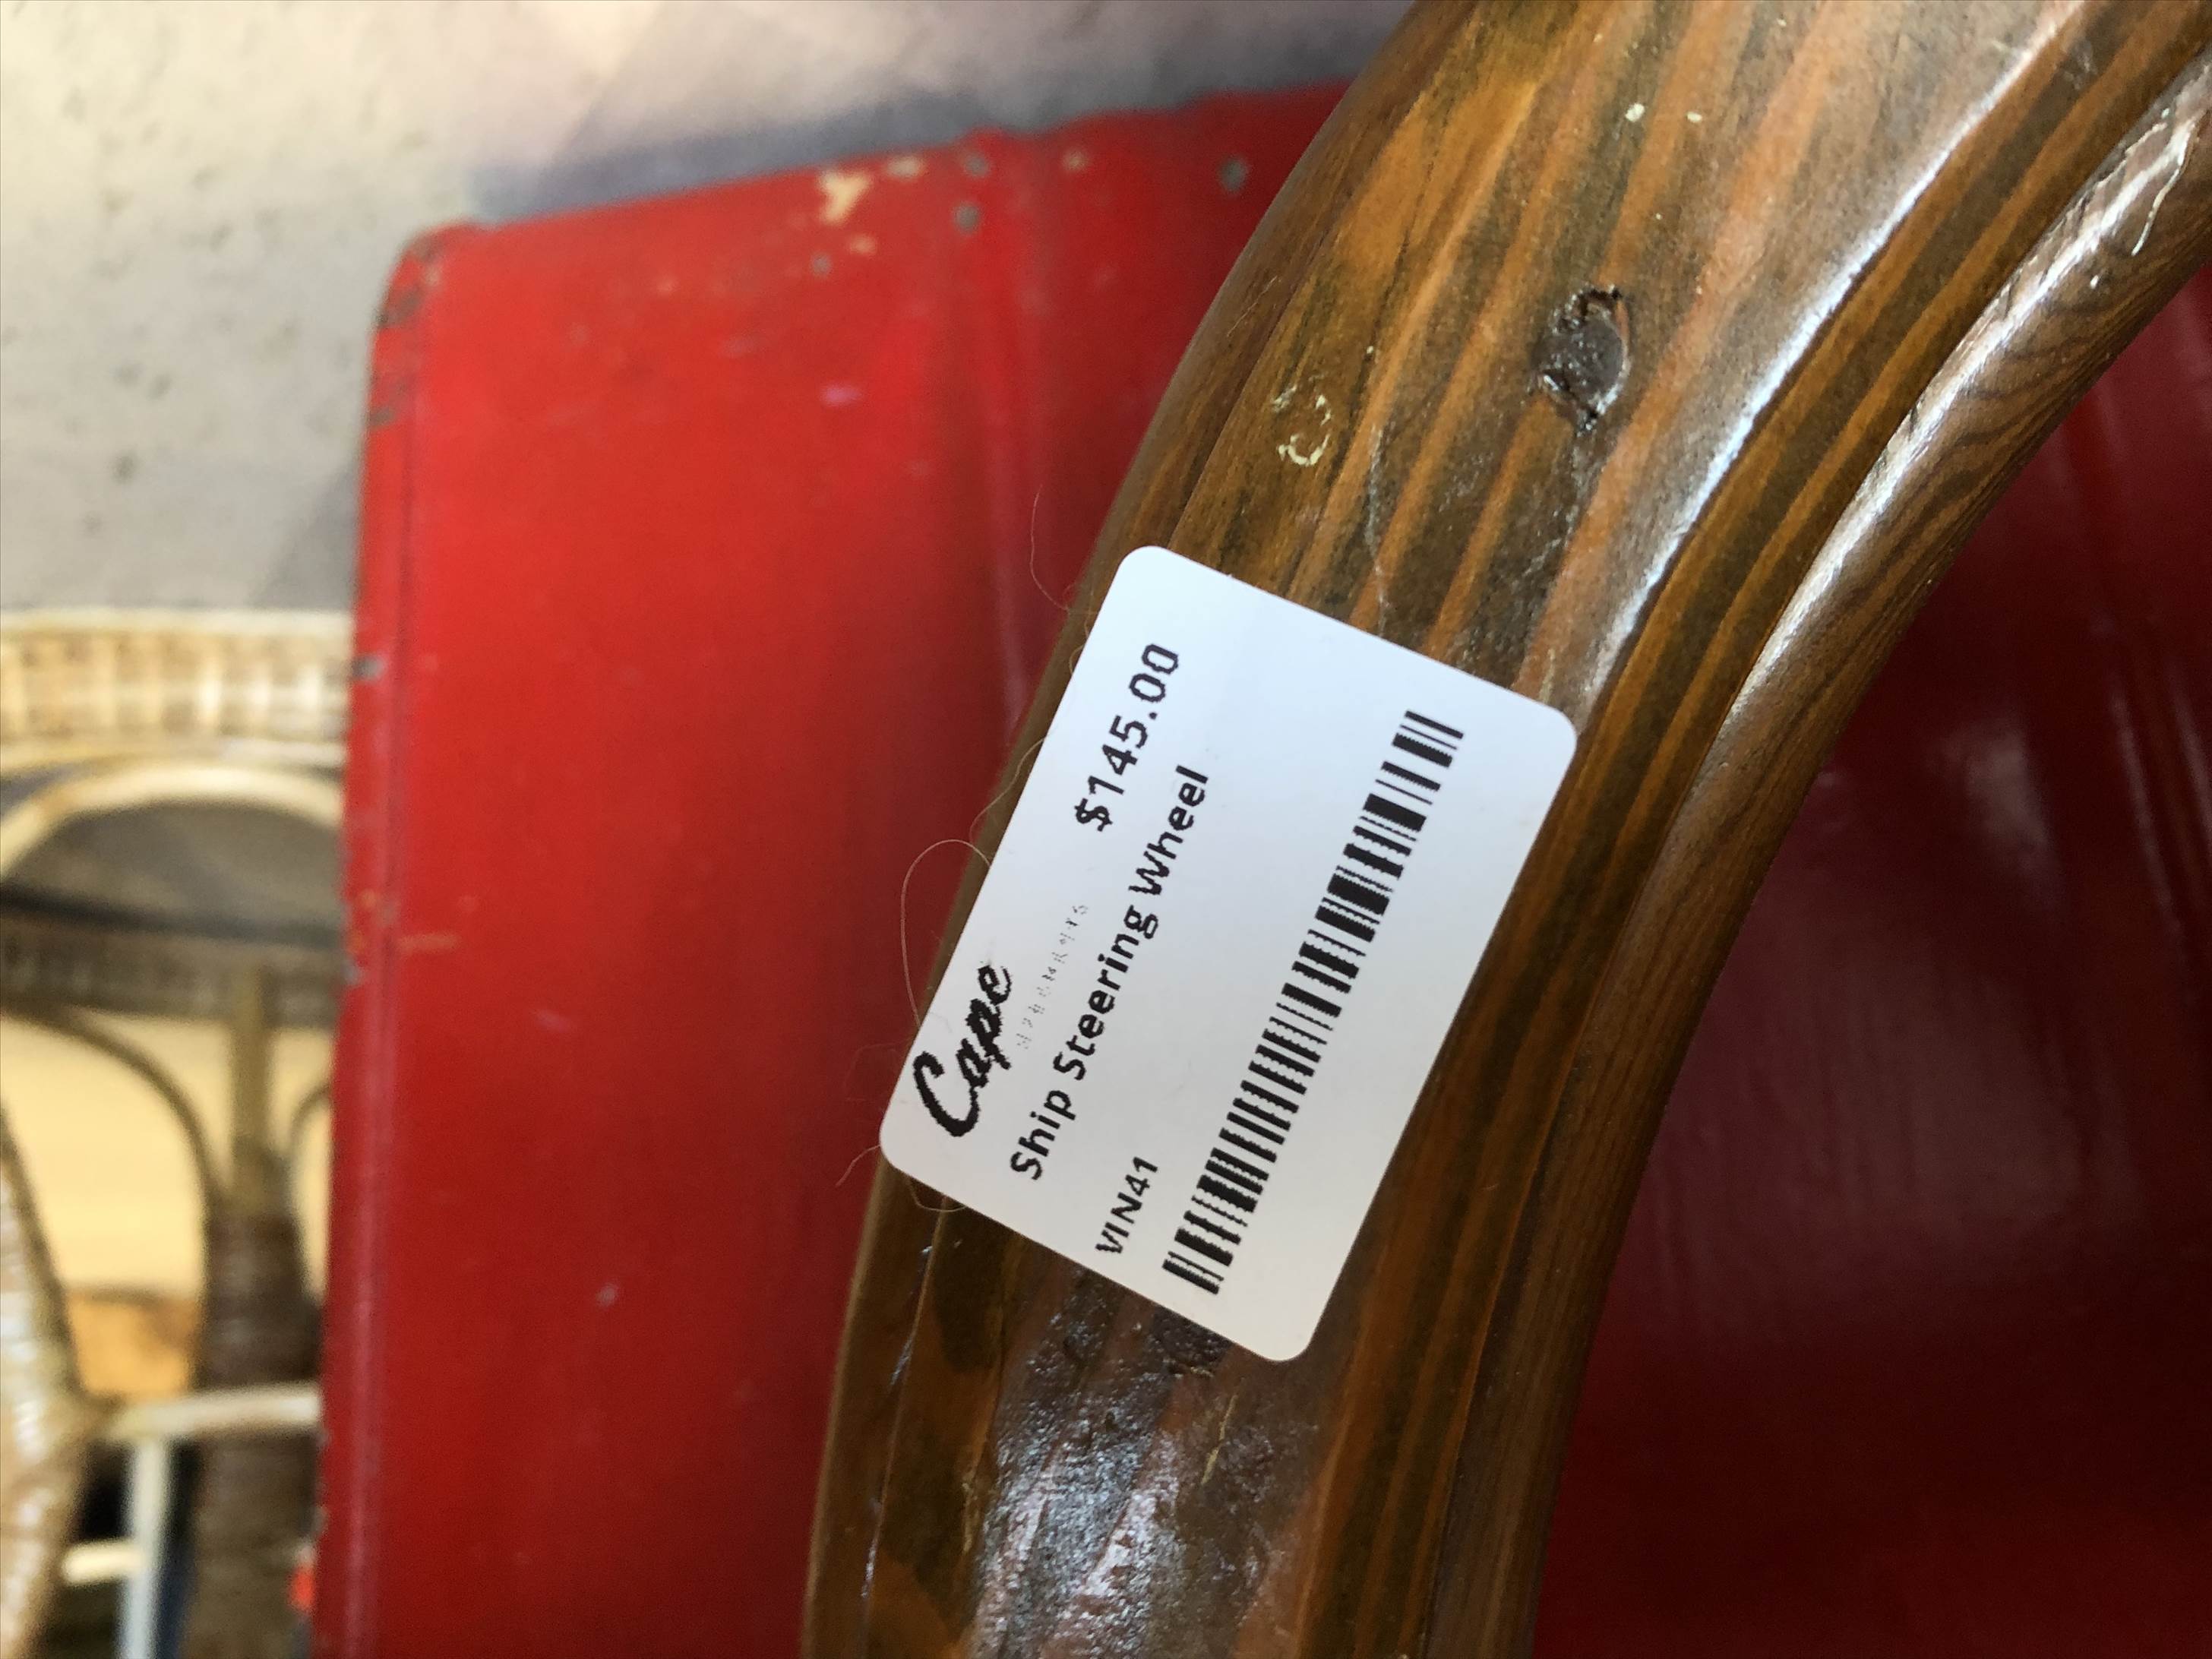 Cape
$145.00
Ship Steering Wheel
VIN41